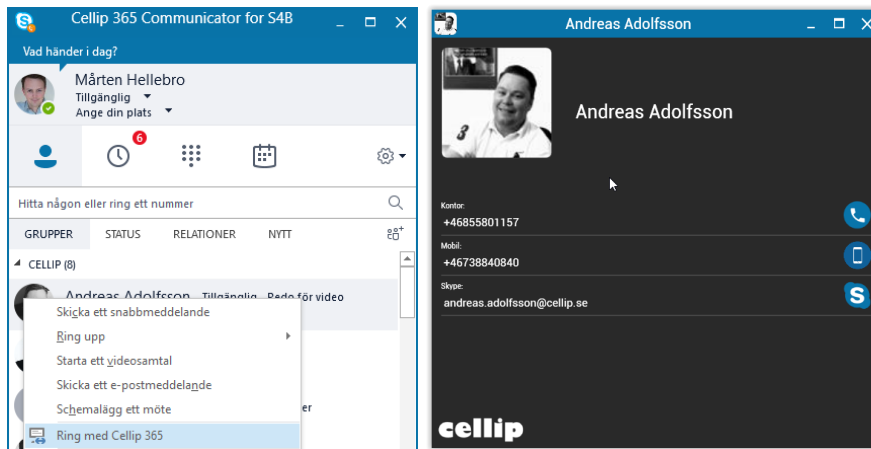 Cellip 365 Communicator for S4B
Vad händer i dag?
Mårten Hellebro
Tillgänglig
Ange din plats
6
Hitta någon eller ring ett nummer
GRUPPER STATUS RELATIONER NYTT
CELLIP (8)
Andreas Adolfsson Tillgänglig Redo för video
Skicka ett snabbmeddelande
Ring upp
Starta ett videosamtal
Skicka ett e-postmeddelande
Schemalägg ett möte
er
Ring med Cellip 365
Andreas Adolfsson
3
Andreas Adolfsson
Kontor:
+46855801157
Mobil:
+46738840840
Skype:
andreas.adolfsson@cellip.se
cellip